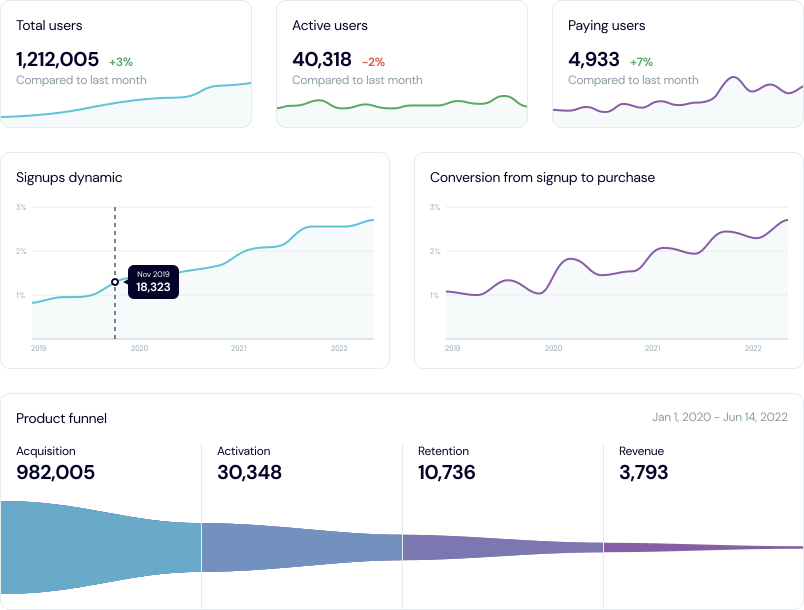 Total users
1,212,005 +3%
Compared to last month
Active users
40,318 -2%
Compared to last month
Paying users
4,933 +7%
Compared to last month
Signups dynamic
3%
2%
1%
Nov 2019
18,323
2019 2020 2021 2022
Conversion from signup to purchase
3%
2%
1%
2019 2020 2021 2022
Product funnel
Jan 1, 2020 - Jun 14, 2022
Acquisition
982,005
Activation
30,348
Retention
10,736
Revenue
3,793